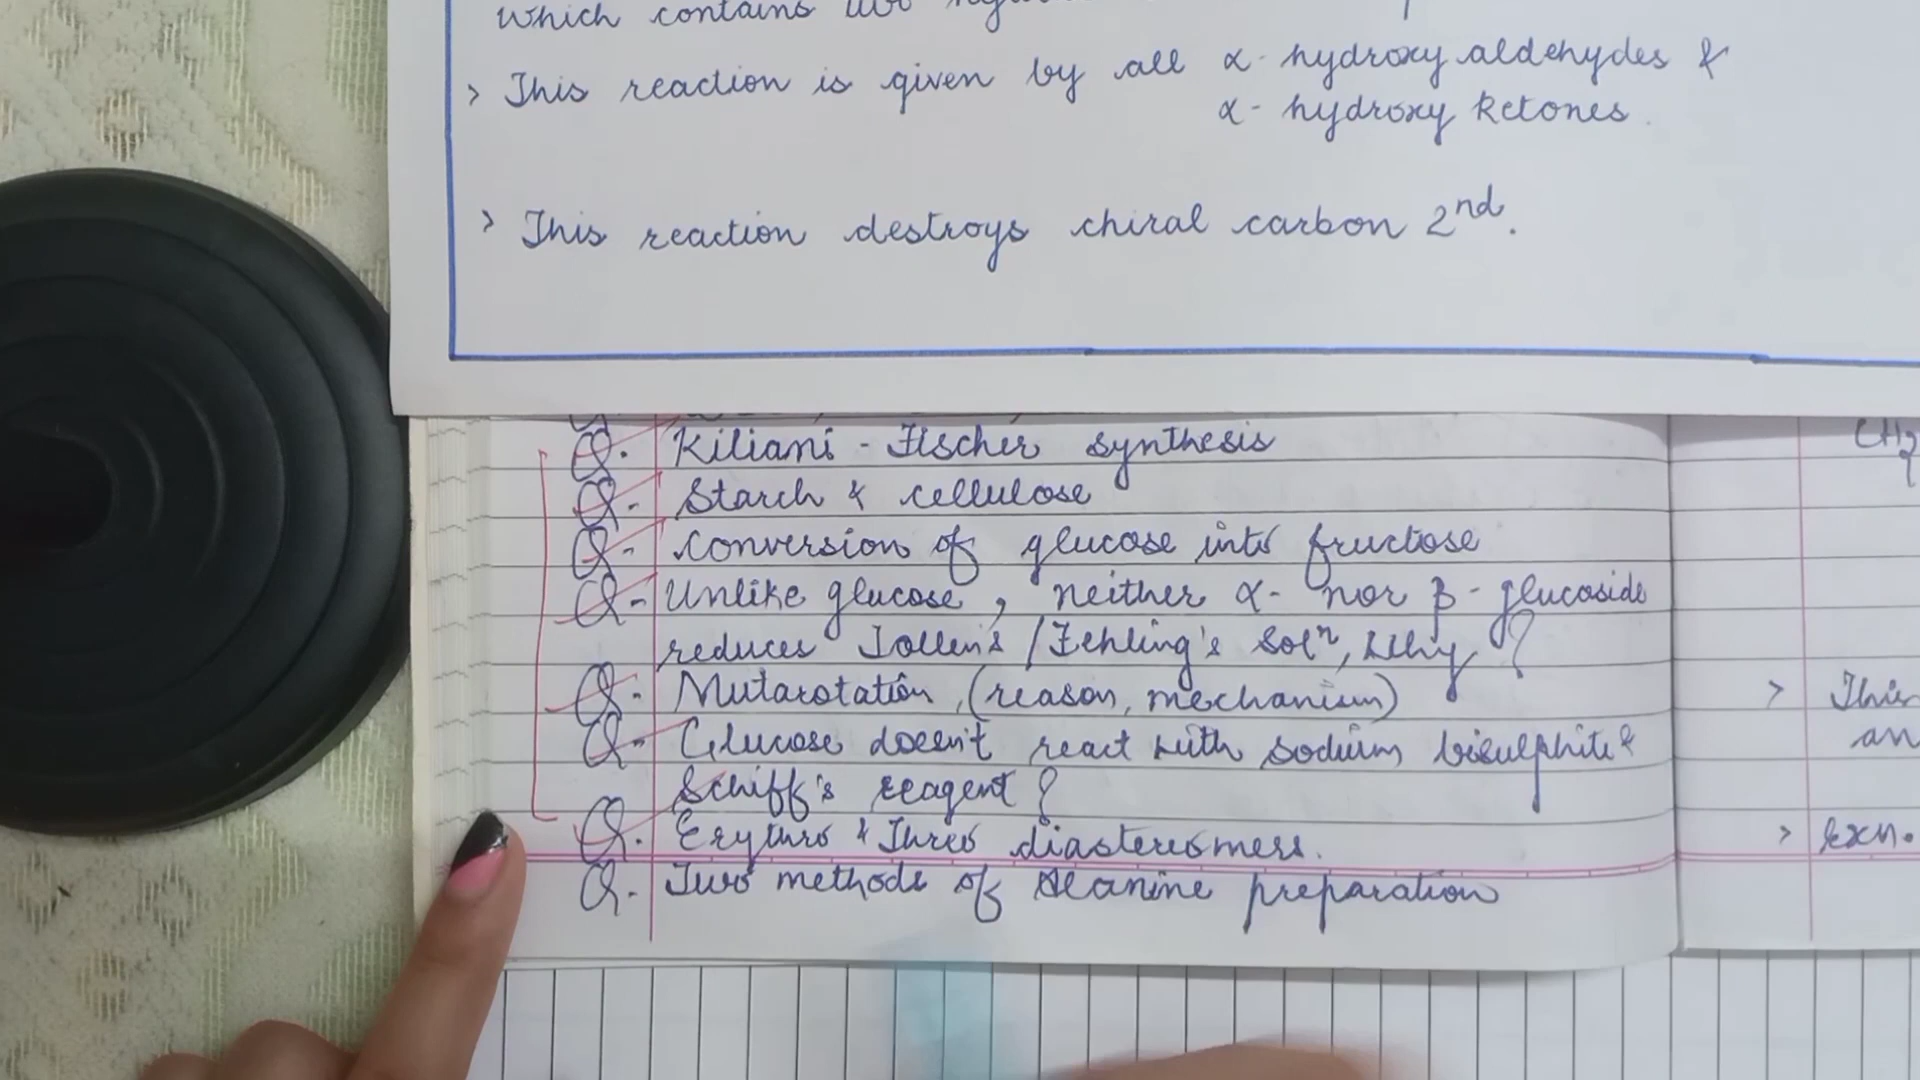 which contains two
> This reaction is given by all α-hydroxy aldehydes &
α-hydroxy ketones.
> This reaction destroys chiral carbon 2nd.
Q. Kiliani-Fischer synthesis
Q- Starch & cellulose
Q- conversion of glucose into fructose
Q- Unlike glucose, neither α- nor β-glucoside
reduces Tollen's/Fehling's Solⁿ, why?
Q. Mutarotation, (reason, mechanism)
Q- Glucose doesn't react with sodium bisulphite &
Schiff's reagent?
Q. Erythro & Threo diastereomers.
Q. Two methods of Alanine preparation
CH2
> This
an
> Rxn.